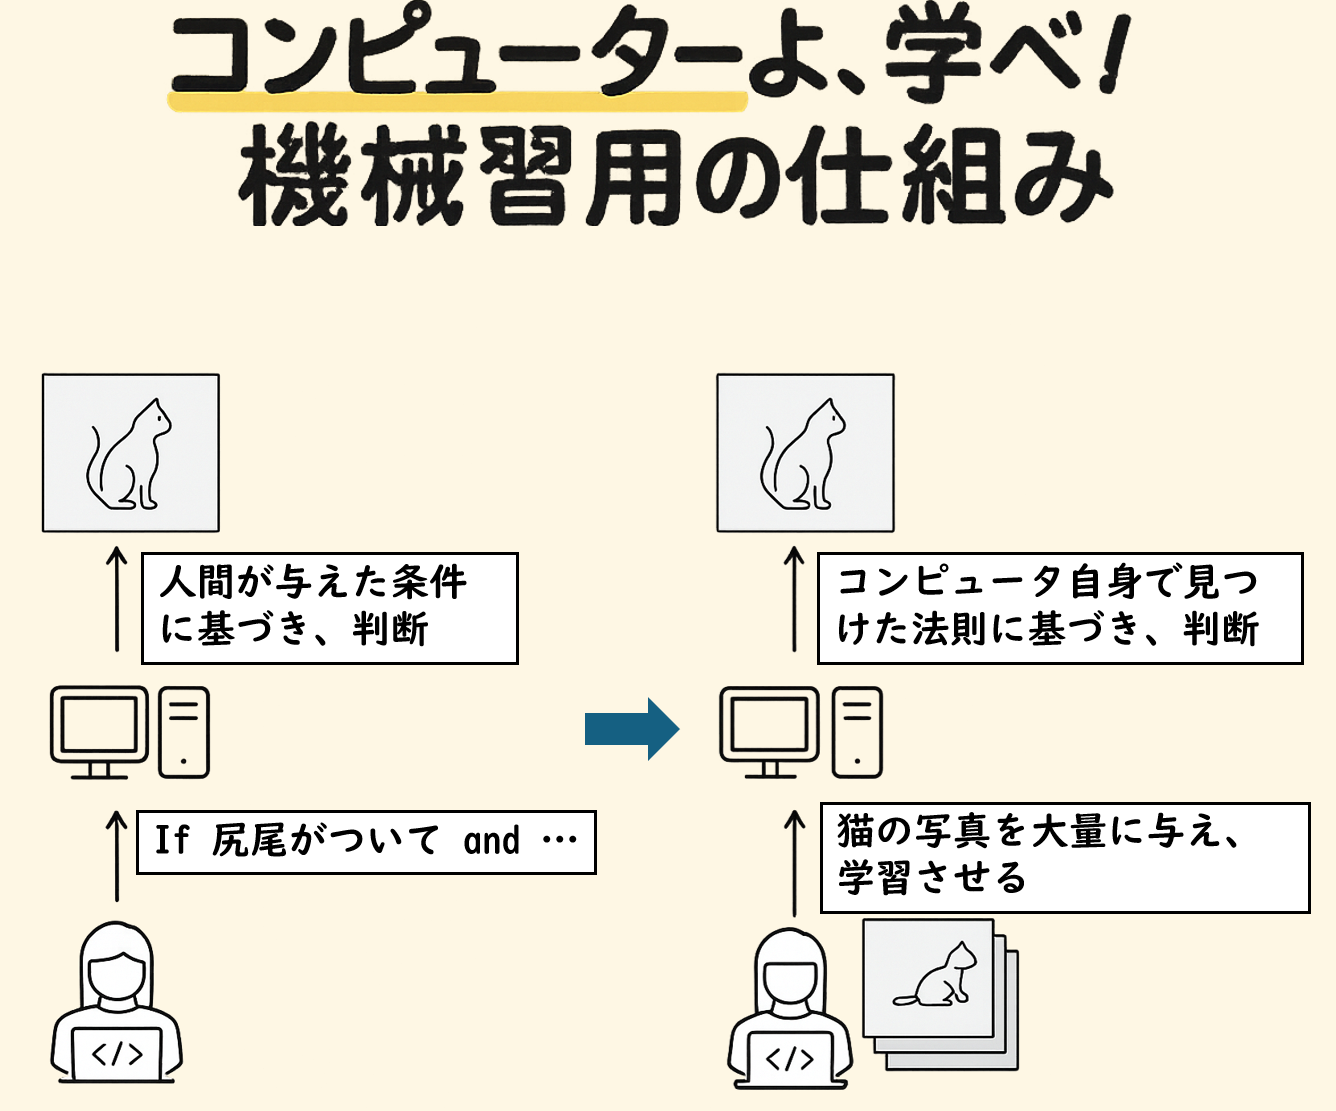 コンピューターよ、学べ!
機械習用の仕組み
人間が与えた条件
に基づき、判断
コンピュータ自身で見つ
けた法則に基づき、判断
If 尻尾がついて and …
猫の写真を大量に与え、
学習させる
</>
</>